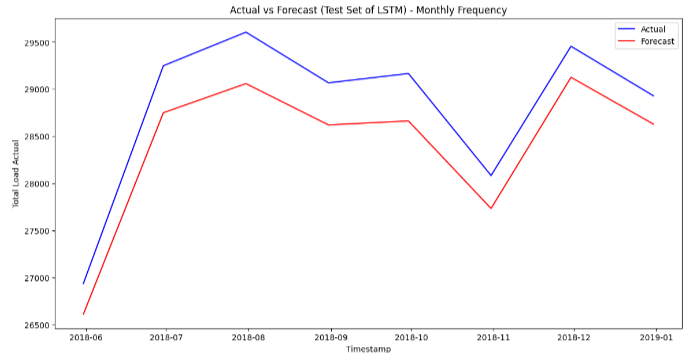 Actual vs Forecast (Test Set of LSTM) - Monthly Frequency
Actual
Forecast
Total Load Actual
29500
29000
28500
28000
27500
27000
26500
2018-06 2018-07 2018-08 2018-09 2018-10 2018-11 2018-12 2019-01
Timestamp